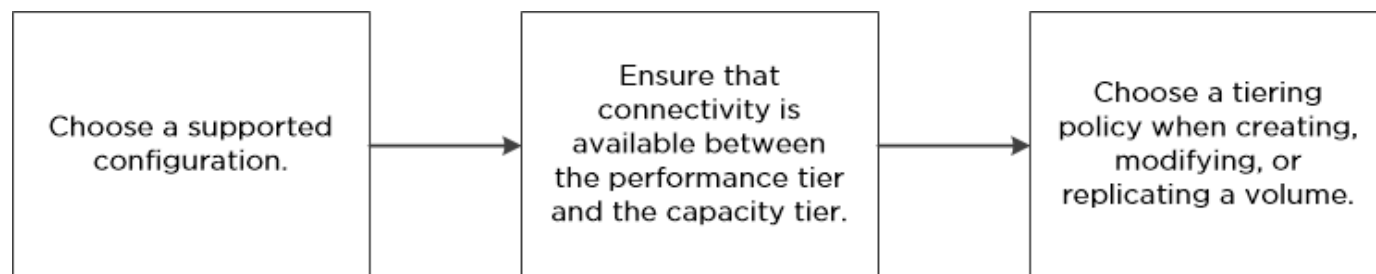 Choose a supported
configuration.
Ensure that
connectivity is
available between
the performance tier
and the capacity tier.
Choose a tiering
policy when creating,
modifying, or
replicating a volume.